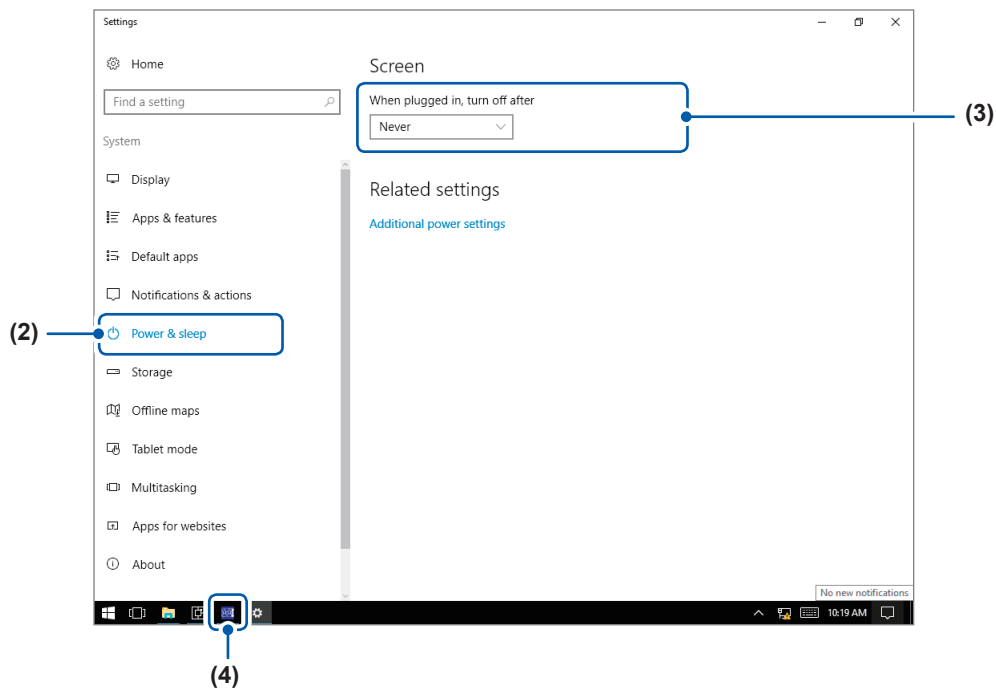 Settings
Home
Find a setting
System
Display
Apps & features
Default apps
Notifications & actions
Power & sleep
Storage
Offline maps
Tablet mode
Multitasking
Apps for websites
About
Screen
When plugged in, turn off after
Never
Related settings
Additional power settings
(2)
(3)
No new notifications
10:19 AM
(4)